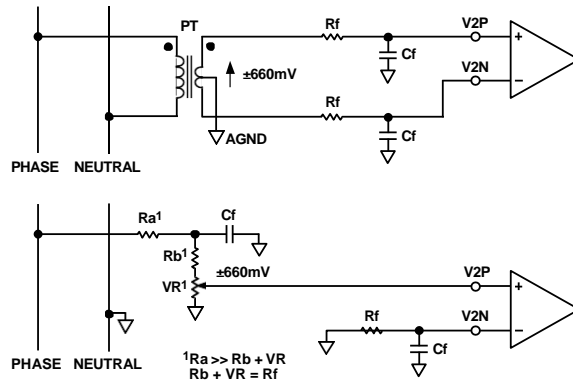 PT
Rf
V2P
Cf
+
±660mV
V2N
Rf
−
Cf
AGND
PHASE NEUTRAL
Ra¹
Cf
Rb¹
±660mV
VR¹
V2P
+
Rf
V2N
−
Cf
PHASE NEUTRAL
¹Ra >> Rb + VR
Rb + VR = Rf